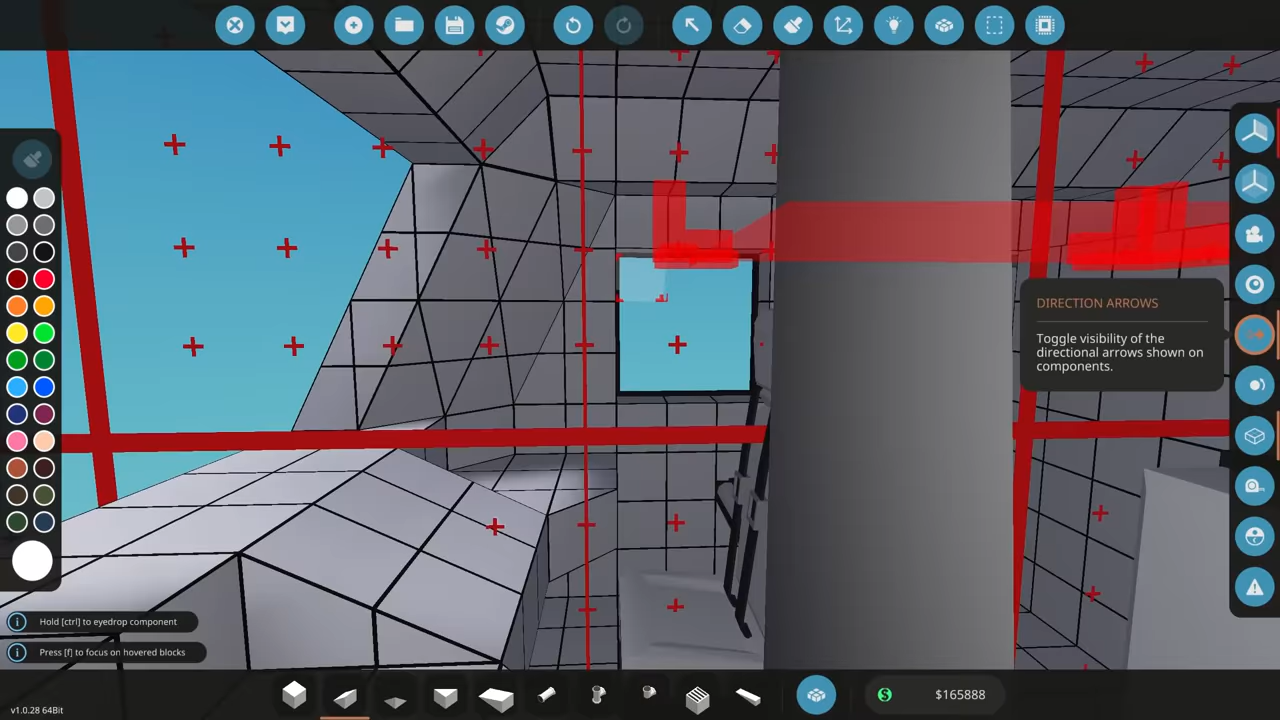 DIRECTION ARROWS
Toggle visibility of the
directional arrows shown on
components.
Hold [ctrl] to eyedrop component
Press [f] to focus on hovered blocks
v1.0.28 64Bit
$ $165888